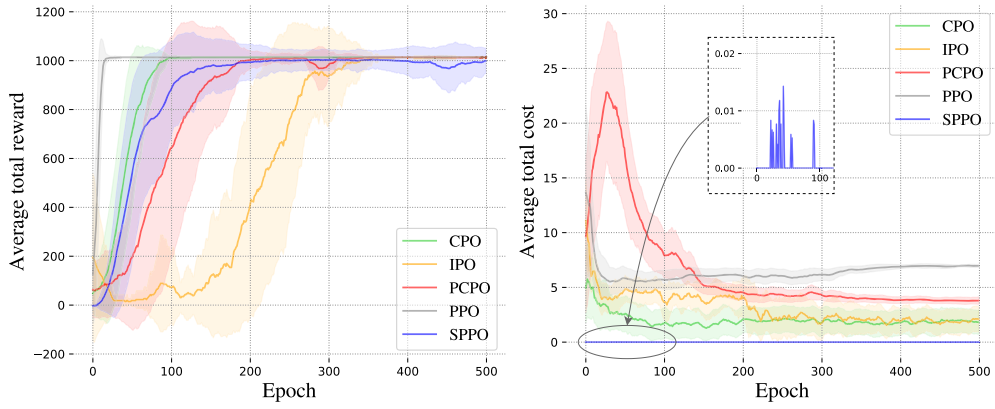 1200
1000
800
600
400
200
0
−200
Average total reward
0 100 200 300 400 500
Epoch
CPO
IPO
PCPO
PPO
SPPO
30
25
20
15
10
5
0
Average total cost
0 100 200 300 400 500
Epoch
CPO
IPO
PCPO
PPO
SPPO
0.02
0.01
0.00
0 100